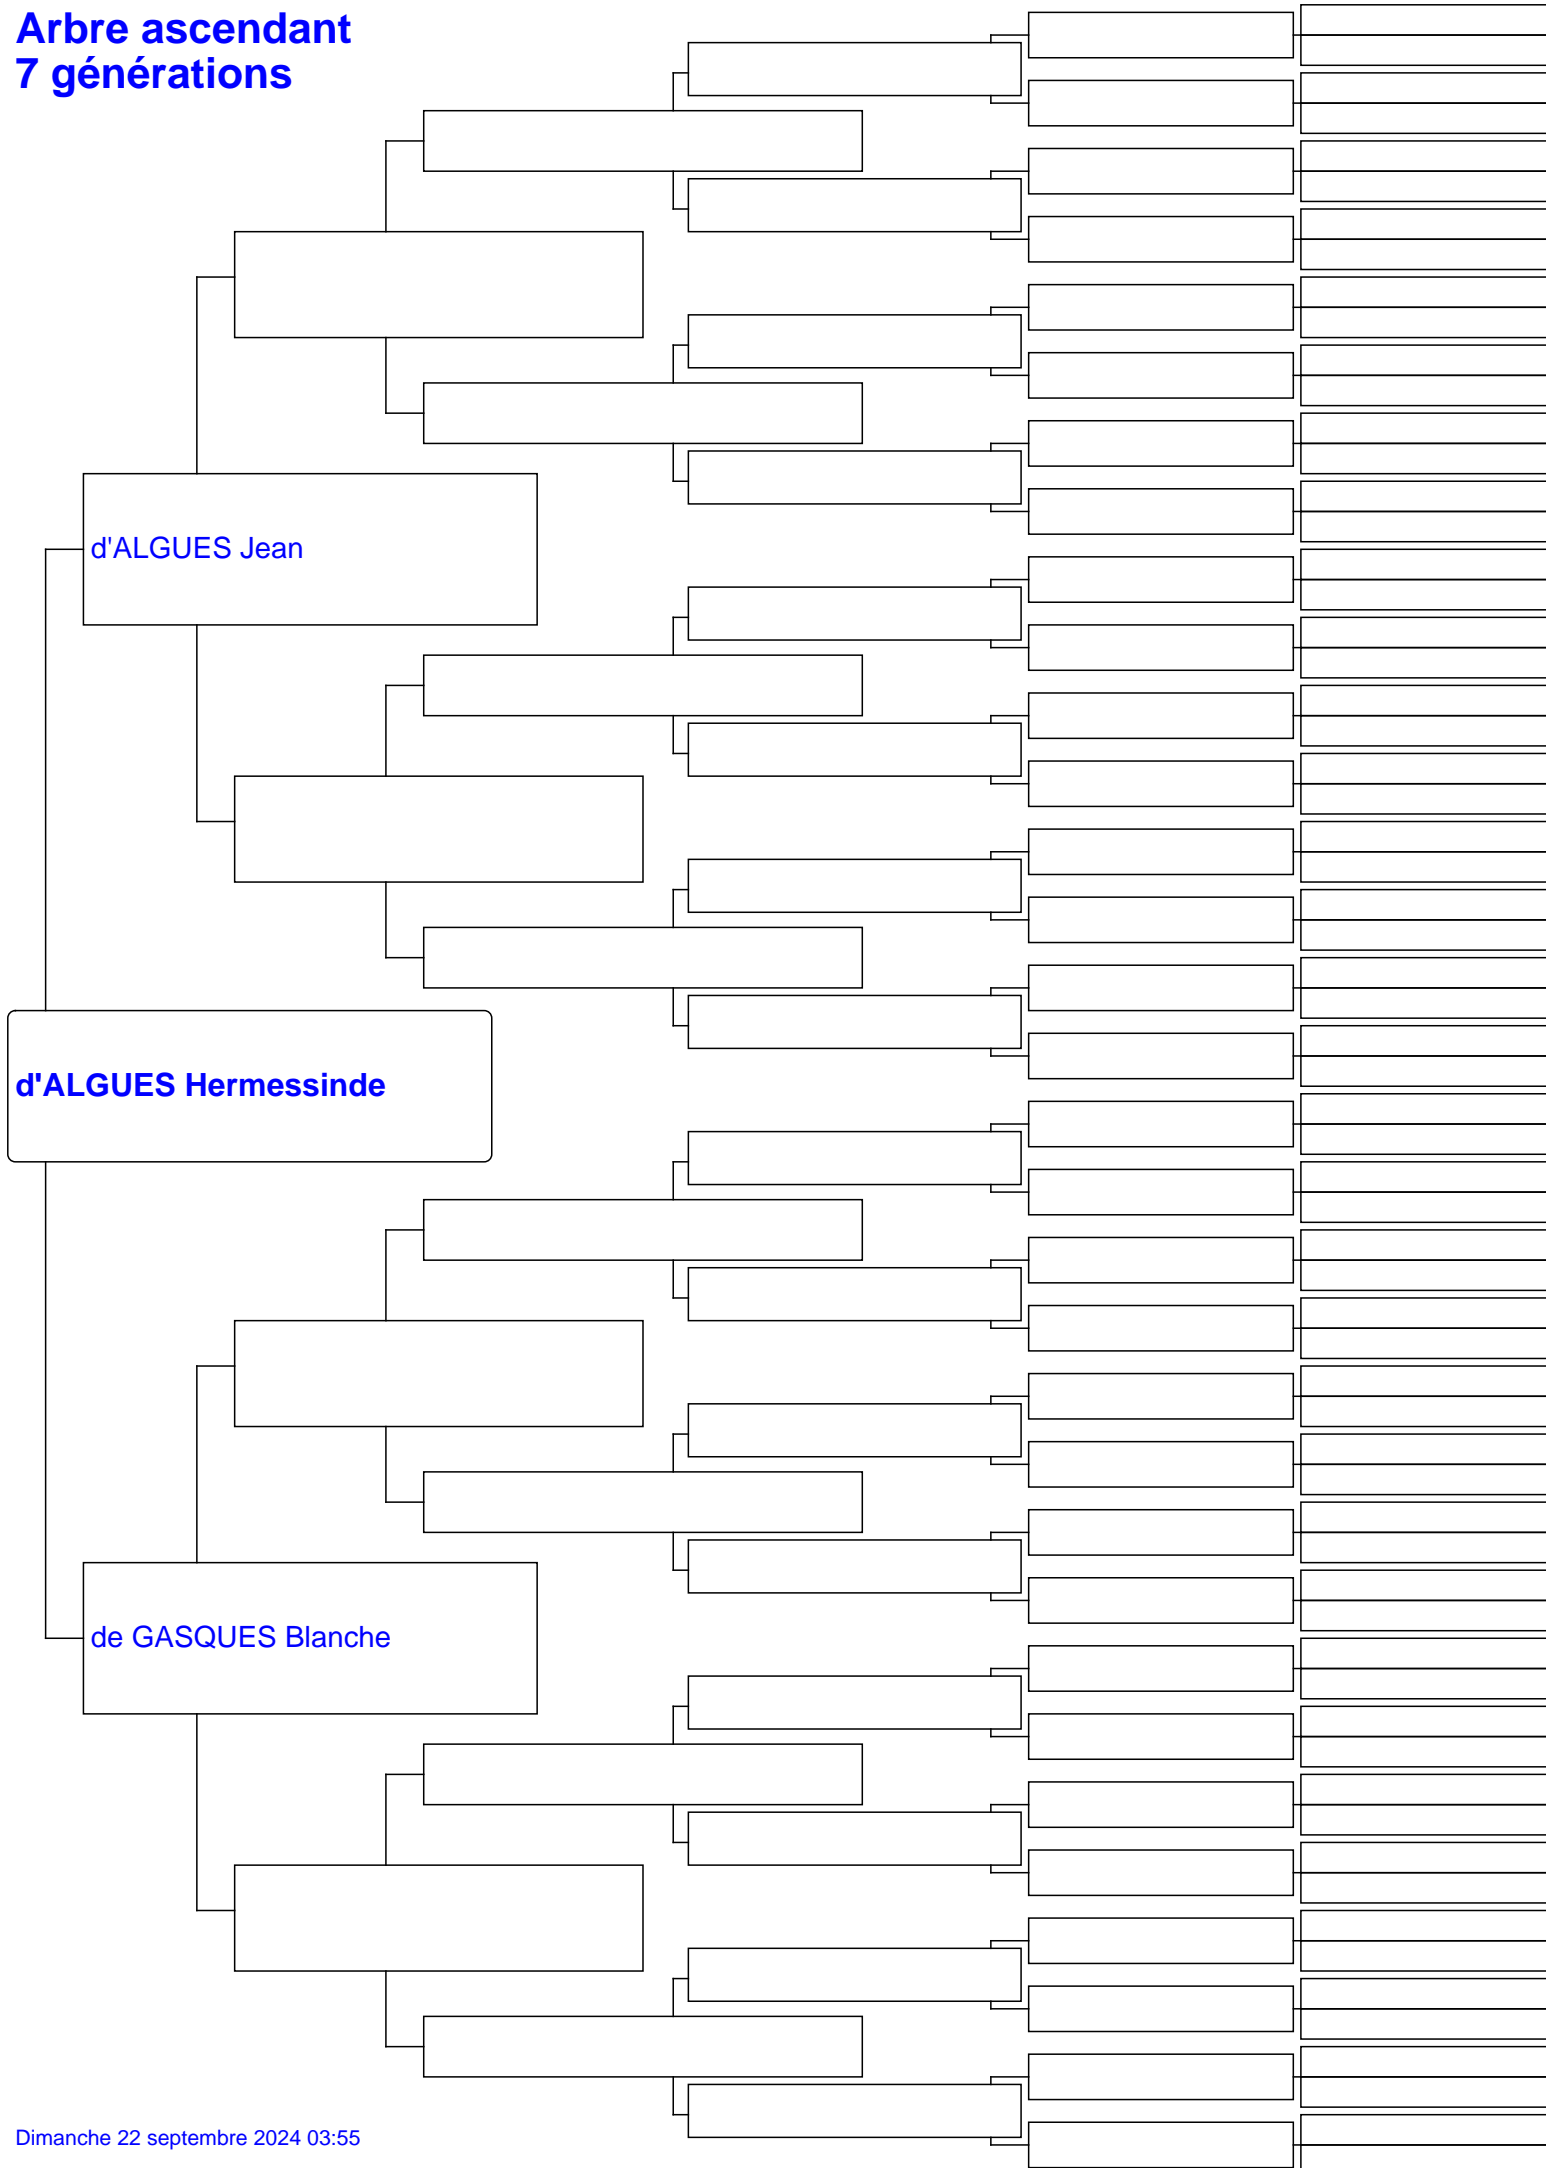 Arbre ascendant
7 générations
d'ALGUES Jean
d'ALGUES Hermessinde
de GASQUES Blanche
Dimanche 22 septembre 2024 03:55